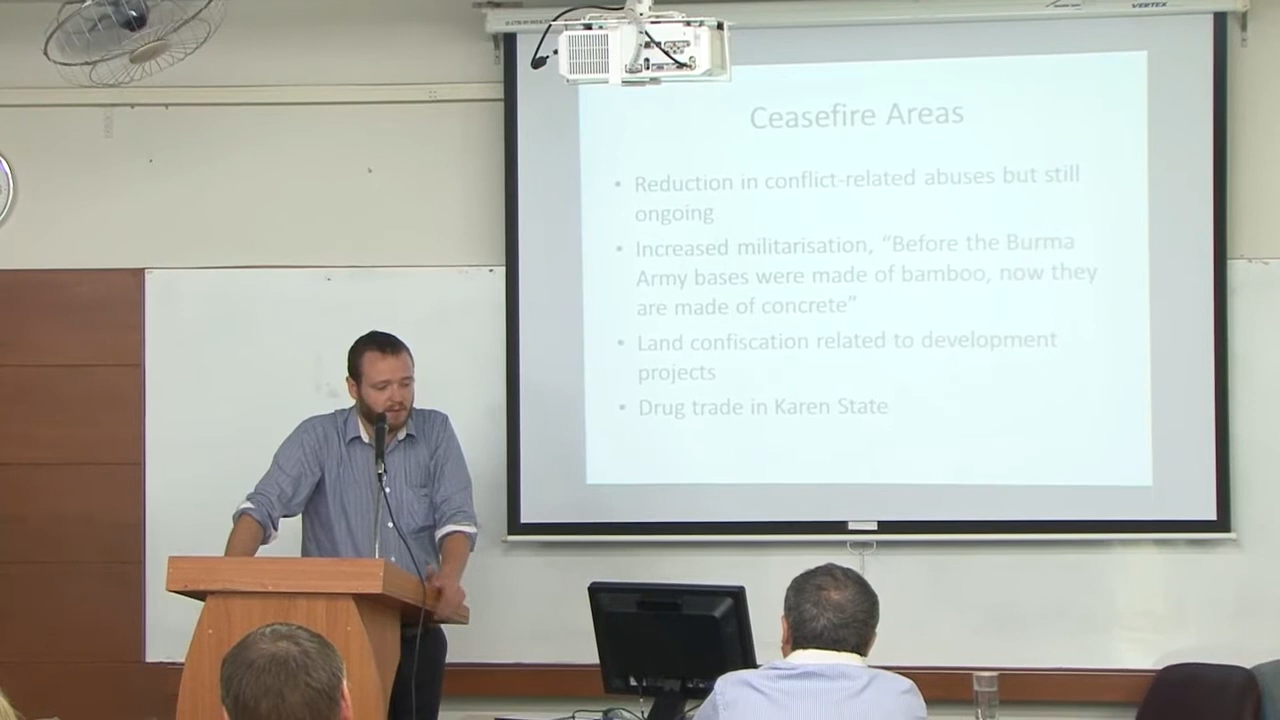 VERTEX
Ceasefire Areas
• Reduction in conflict-related abuses but still
ongoing
• Increased militarisation, “Before the Burma
Army bases were made of bamboo, now they
are made of concrete”
• Land confiscation related to development
projects
• Drug trade in Karen State